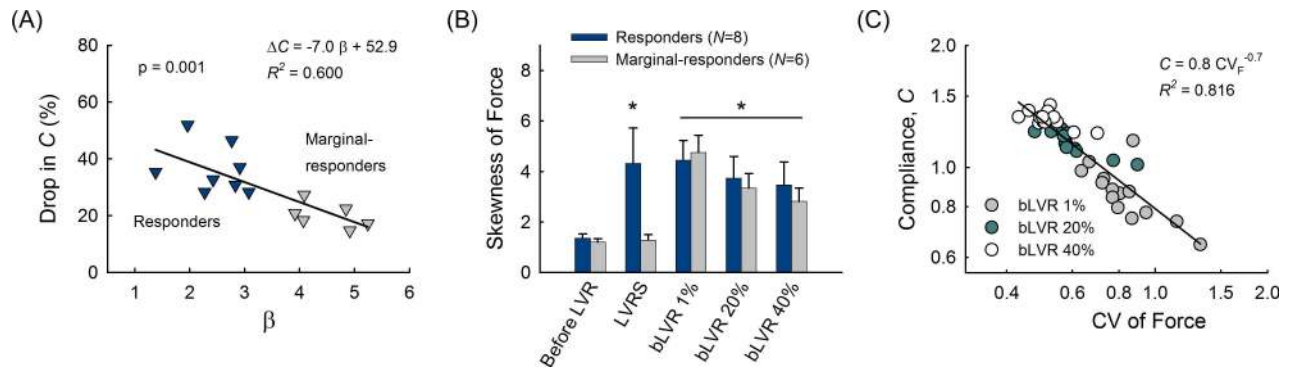 (A)
80
60
40
20
0
Drop in C (%)
p = 0.001
ΔC = -7.0 β + 52.9
R² = 0.600
Marginal-
responders
Responders
1 2 3 4 5 6
β
(B)
8
6
4
2
0
Skewness of Force
Responders (N=8)
Marginal-responders (N=6)
* *
Before LVR
LVRS
bLVR 1%
bLVR 20%
bLVR 40%
(C)
2.0
1.5
1.0
0.8
0.6
Compliance, C
C = 0.8 CV_F^-0.7
R² = 0.816
bLVR 1%
bLVR 20%
bLVR 40%
0.4 0.6 1.0 1.5 2.0
CV of Force